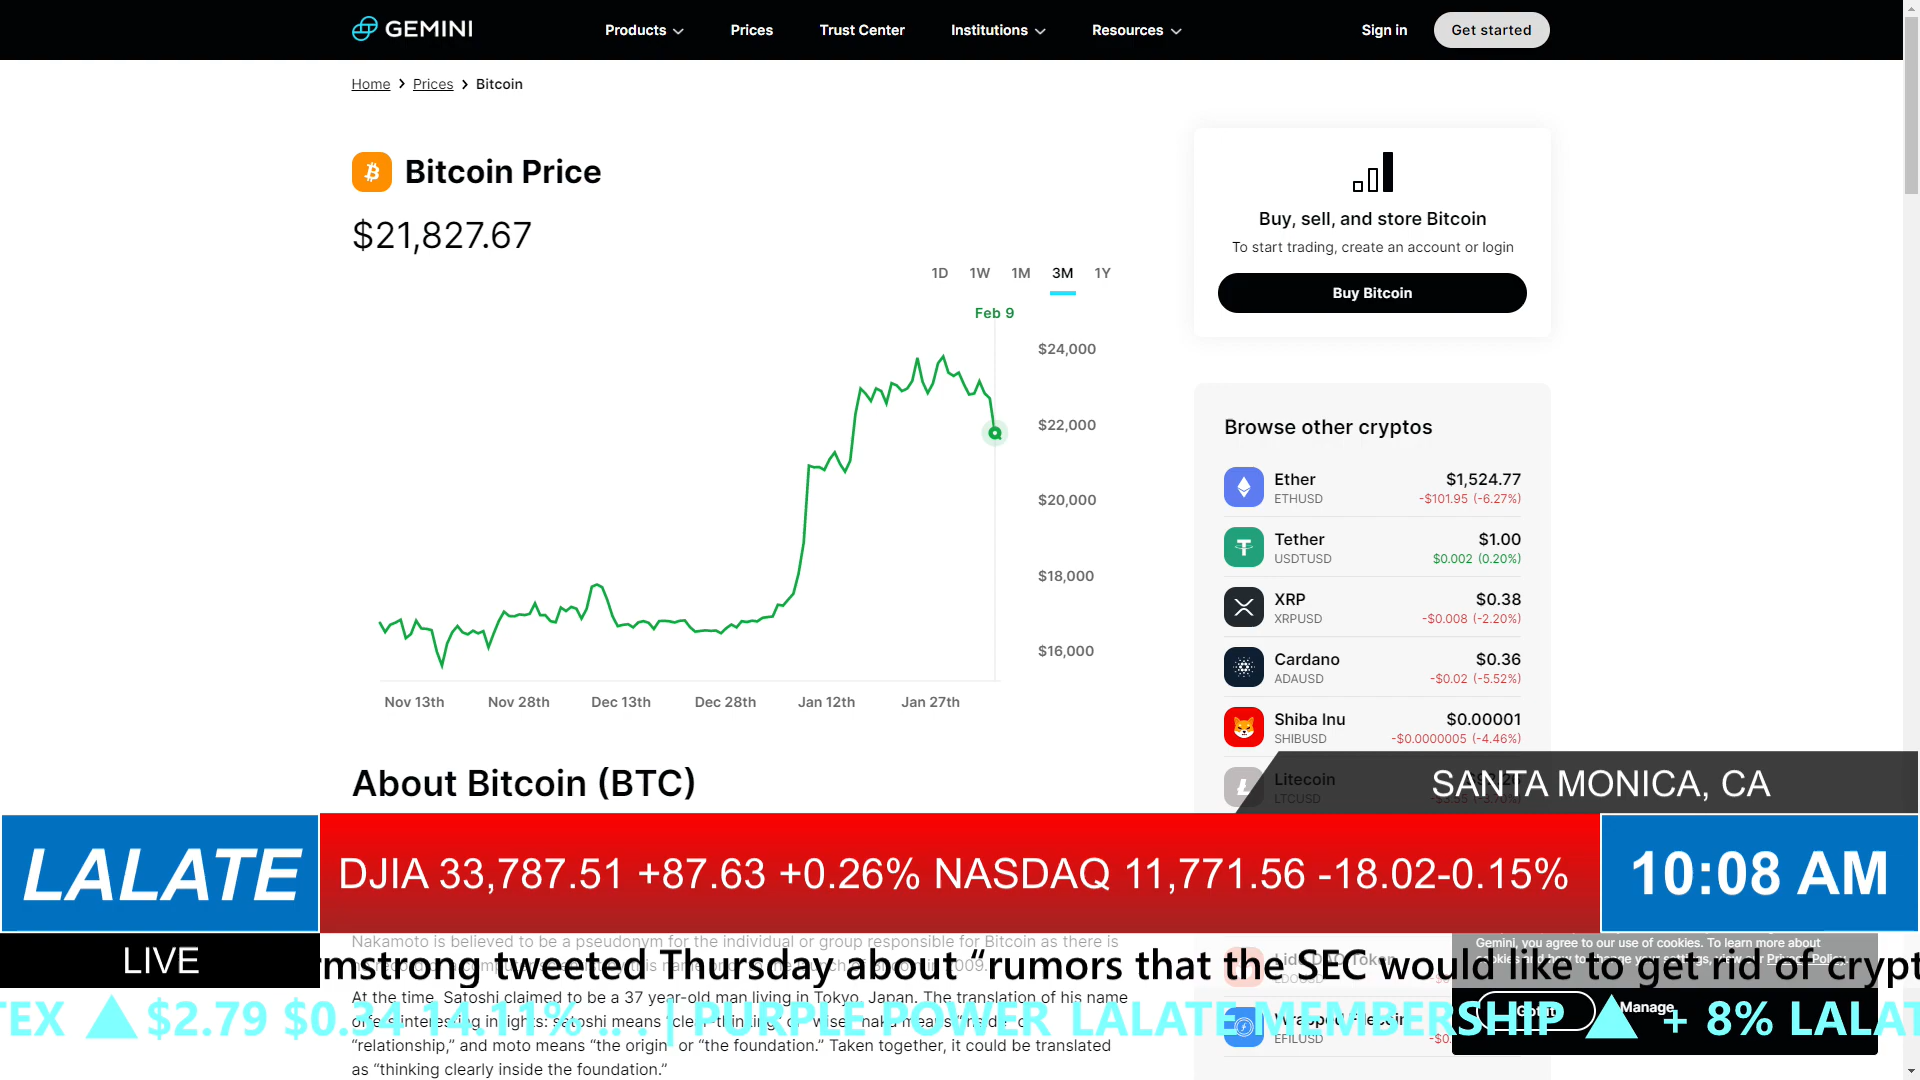 GEMINI
Products
Prices
Trust Center
Institutions
Resources
Sign in
Get started
Home
Prices
Bitcoin
Bitcoin Price
$21,827.67
1D 1W 1M 3M 1Y
Feb 9
$24,000
$22,000
$20,000
$18,000
$16,000
Nov 13th Nov 28th Dec 13th Dec 28th Jan 12th Jan 27th
Buy, sell, and store Bitcoin
To start trading, create an account or login
Buy Bitcoin
Browse other cryptos
Ether $1,524.77
ETHUSD -$101.95 (-6.27%)
Tether $1.00
USDTUSD $0.002 (0.20%)
XRP $0.38
XRPUSD -$0.008 (-2.20%)
Cardano $0.36
ADAUSD -$0.02 (-5.52%)
Shiba Inu $0.00001
SHIBUSD -$0.0000005 (-4.46%)
Litecoin
LTCUSD
About Bitcoin (BTC)
SANTA MONICA, CA
LALATE
DJIA 33,787.51 +87.63 +0.26% NASDAQ 11,771.56 -18.02-0.15%
10:08 AM
Nakamoto is believed to be a pseudonym for the individual or group responsible for Bitcoin as there is
Gemini, you agree to our use of cookies. To learn more about
LIVE
mstrong tweeted Thursday about “rumors that the SEC would like to get rid of crypt
At the time, Satoshi claimed to be a 37 year-old man living in Tokyo, Japan. The translation of his name
TEX ▲$2.79 $0.34 14.11% ... | PURPLE POWER LALATE MEMBERSHIP ▲ + 8% LALAT
Manage
EFILUSD
“relationship,” and moto means “the origin” or “the foundation.” Taken together, it could be translated
as “thinking clearly inside the foundation.”